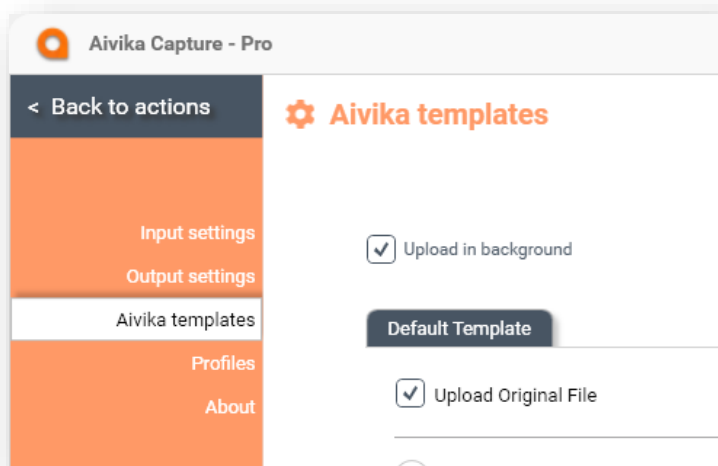 Aivika Capture - Pro
< Back to actions
Aivika templates
Input settings
Output settings
Aivika templates
Profiles
About
Upload in background
Default Template
Upload Original File